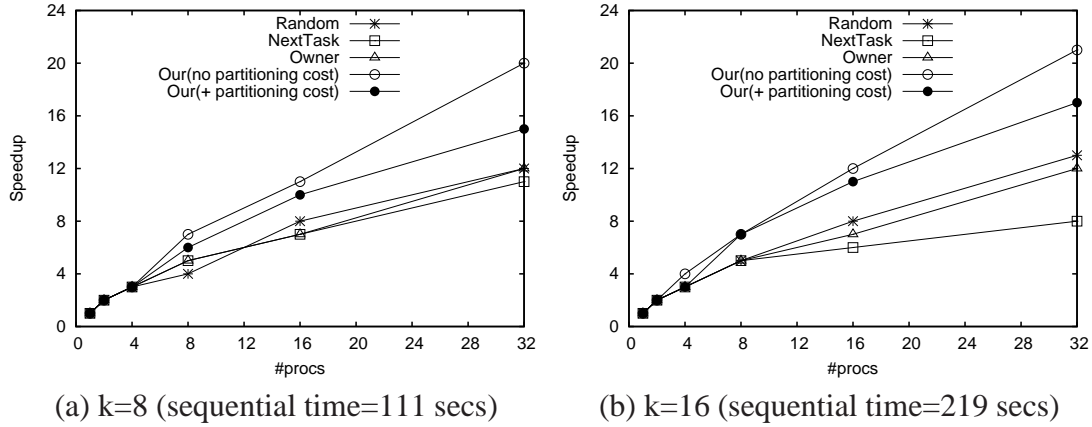 24
20
16
12
8
4
0
Speedup
Random
NextTask
Owner
Our(no partitioning cost)
Our(+ partitioning cost)
0 4 8 12 16 20 24 28 32
#procs
(a) k=8 (sequential time=111 secs)
24
20
16
12
8
4
0
Speedup
Random
NextTask
Owner
Our(no partitioning cost)
Our(+ partitioning cost)
0 4 8 12 16 20 24 28 32
#procs
(b) k=16 (sequential time=219 secs)